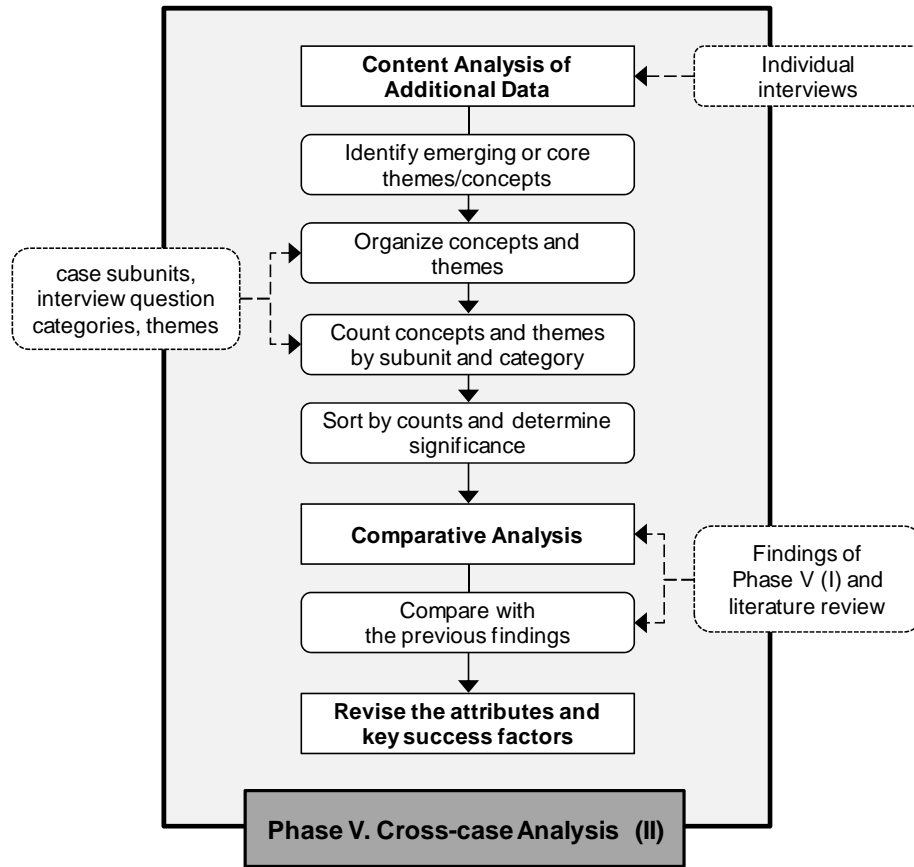 Content Analysis of
Additional Data
Individual
interviews
Identify emerging or core
themes/concepts
Organize concepts and
themes
case subunits,
interview question
categories, themes
Count concepts and themes
by subunit and category
Sort by counts and determine
significance
Comparative Analysis
Findings of
Phase V (I) and
literature review
Compare with
the previous findings
Revise the attributes and
key success factors
Phase V. Cross-case Analysis (II)